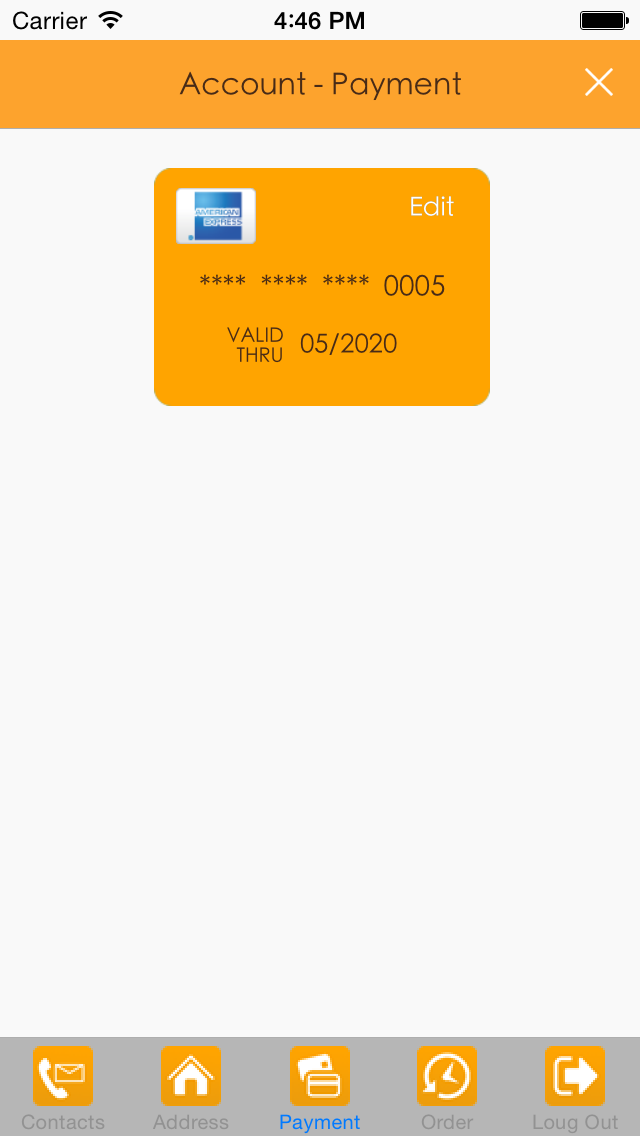 Carrier 4:46 PM
Account - Payment
AMERICAN
EXPRESS
Edit
**** **** **** 0005
VALID
THRU 05/2020
Contacts Address Payment Order Loug Out